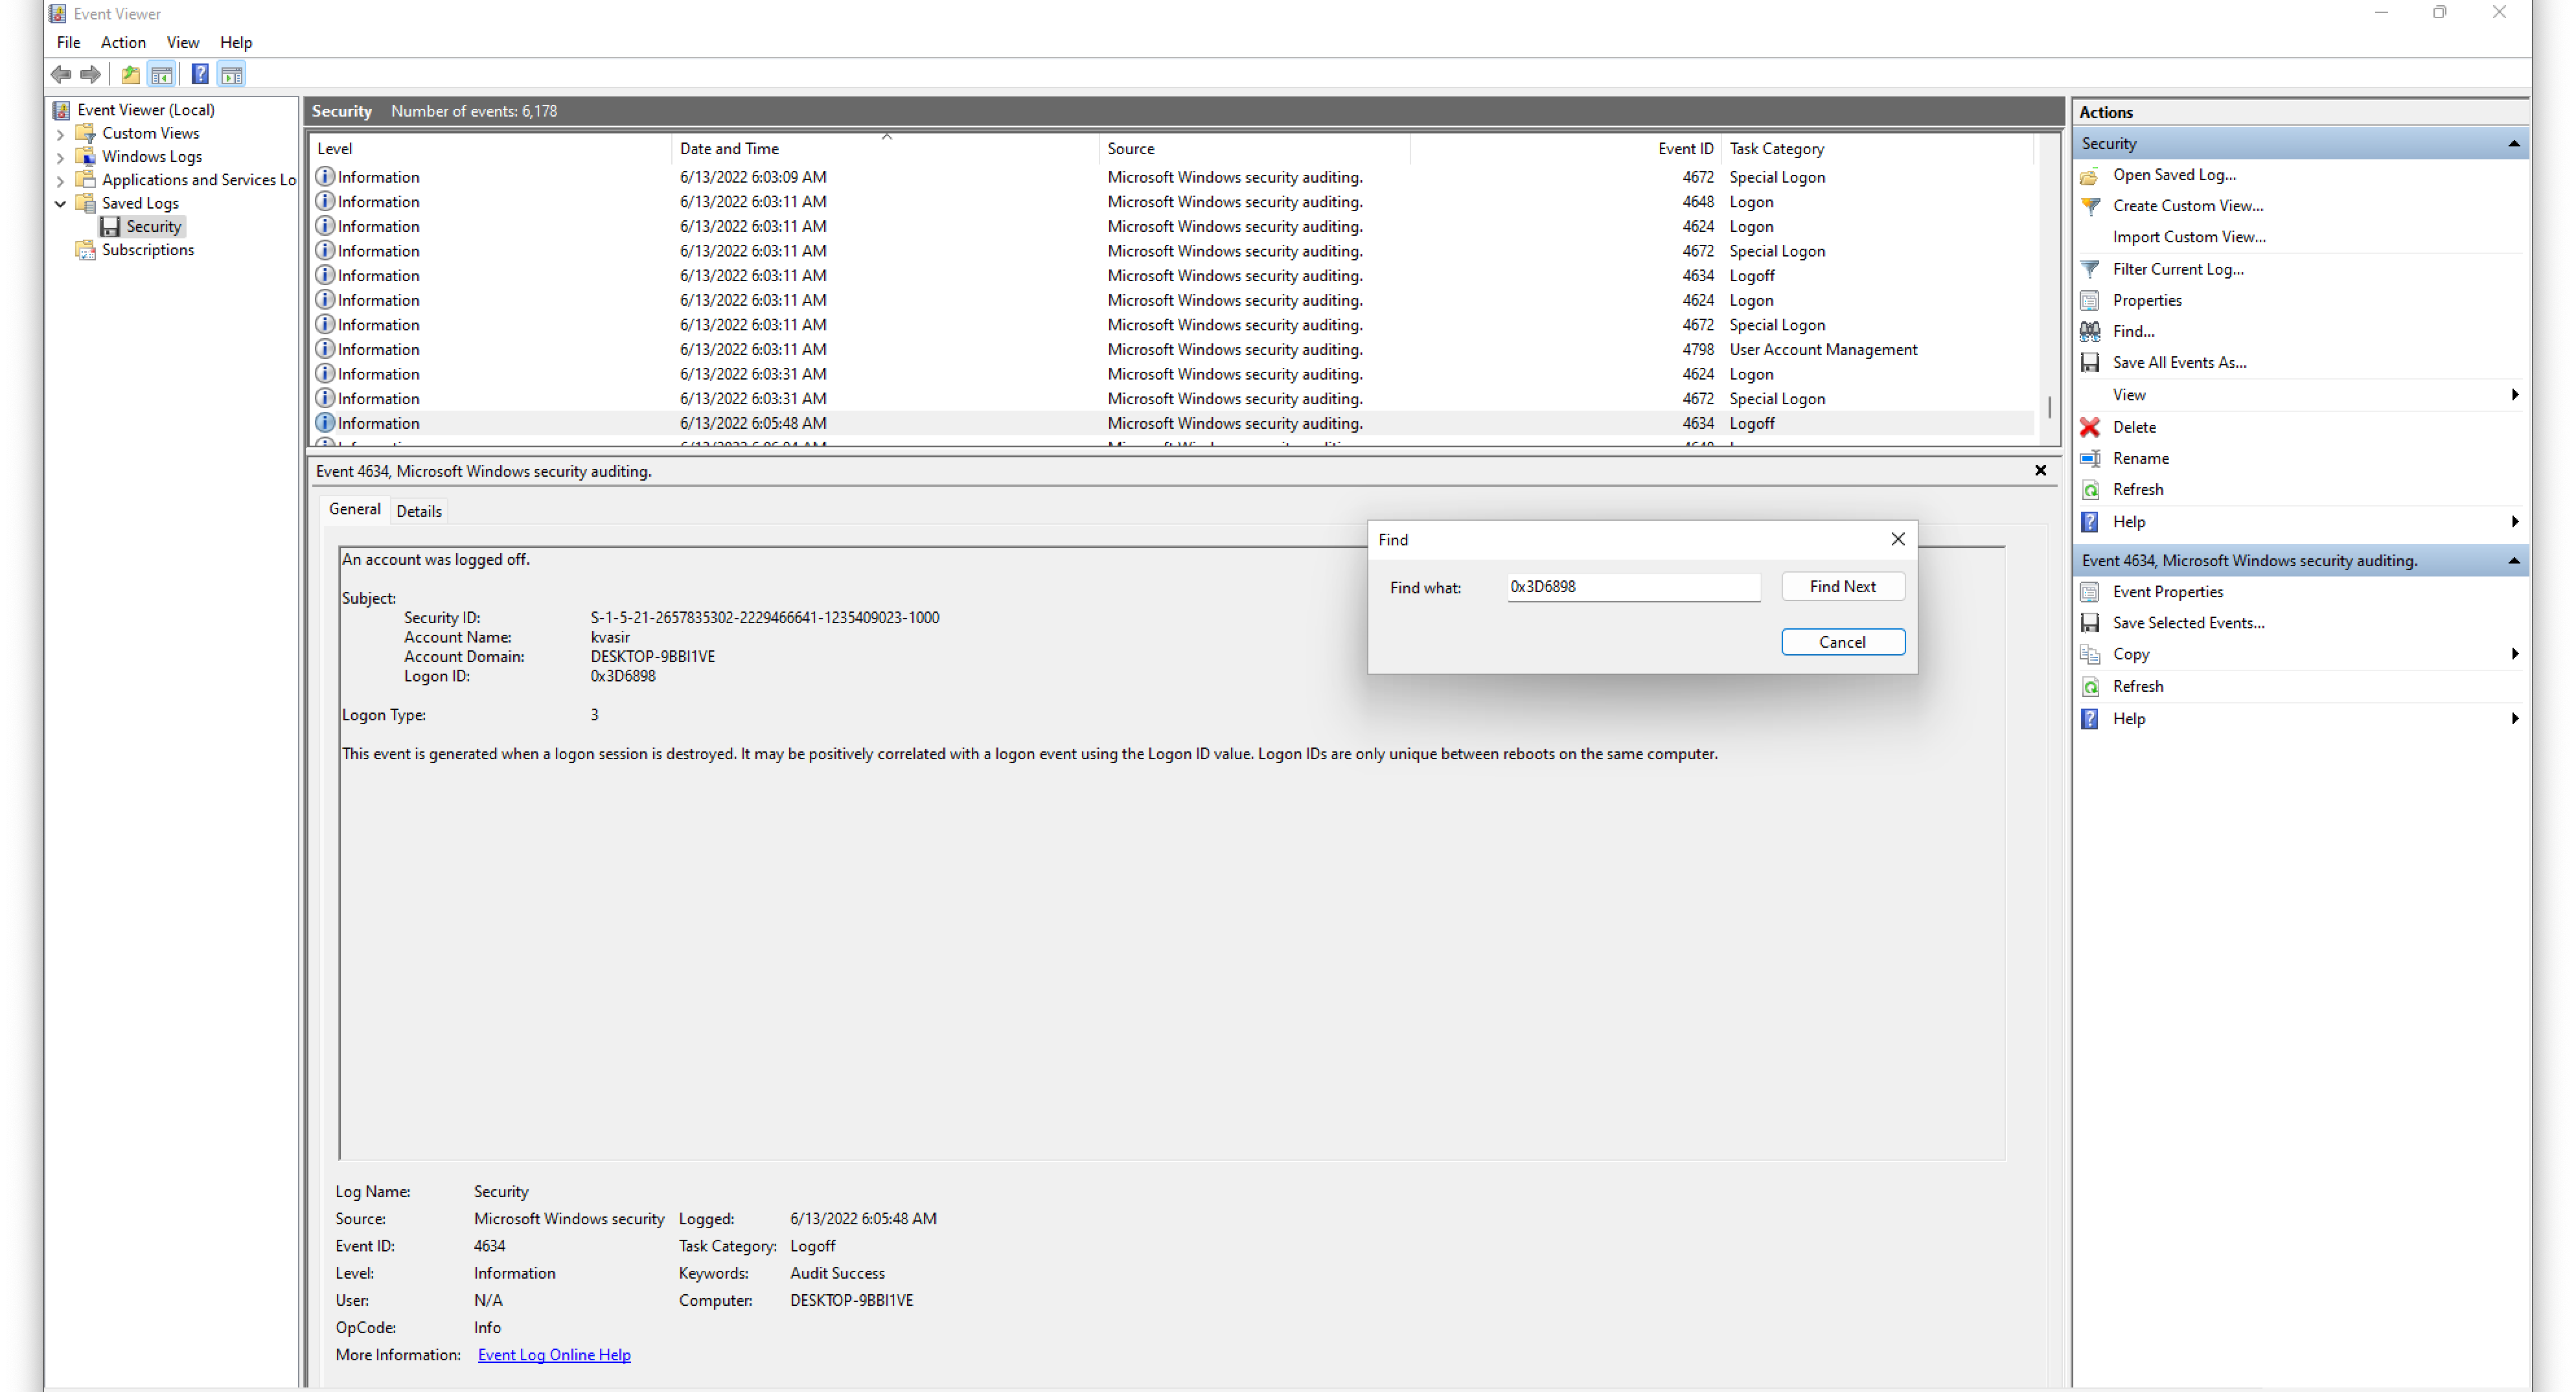 Event Viewer
File Action View Help
Event Viewer (Local)
Custom Views
Windows Logs
Applications and Services Lo
Saved Logs
Security
Subscriptions
Security Number of events: 6,178
Level Date and Time Source Event ID Task Category
Information 6/13/2022 6:03:09 AM Microsoft Windows security auditing. 4672 Special Logon
Information 6/13/2022 6:03:11 AM Microsoft Windows security auditing. 4648 Logon
Information 6/13/2022 6:03:11 AM Microsoft Windows security auditing. 4624 Logon
Information 6/13/2022 6:03:11 AM Microsoft Windows security auditing. 4672 Special Logon
Information 6/13/2022 6:03:11 AM Microsoft Windows security auditing. 4634 Logoff
Information 6/13/2022 6:03:11 AM Microsoft Windows security auditing. 4624 Logon
Information 6/13/2022 6:03:11 AM Microsoft Windows security auditing. 4672 Special Logon
Information 6/13/2022 6:03:11 AM Microsoft Windows security auditing. 4798 User Account Management
Information 6/13/2022 6:03:31 AM Microsoft Windows security auditing. 4624 Logon
Information 6/13/2022 6:03:31 AM Microsoft Windows security auditing. 4672 Special Logon
Information 6/13/2022 6:05:48 AM Microsoft Windows security auditing. 4634 Logoff
Event 4634, Microsoft Windows security auditing.
General Details
An account was logged off.
Subject:
Security ID: S-1-5-21-2657835302-2229466641-1235409023-1000
Account Name: kvasir
Account Domain: DESKTOP-9BBI1VE
Logon ID: 0x3D6898
Logon Type: 3
This event is generated when a logon session is destroyed. It may be positively correlated with a logon event using the Logon ID value. Logon IDs are only unique between reboots on the same computer.
Log Name: Security
Source: Microsoft Windows security Logged: 6/13/2022 6:05:48 AM
Event ID: 4634 Task Category: Logoff
Level: Information Keywords: Audit Success
User: N/A Computer: DESKTOP-9BBI1VE
OpCode: Info
More Information: Event Log Online Help
Find
Find what: 0x3D6898 Find Next
Cancel
Actions
Security
Open Saved Log...
Create Custom View...
Import Custom View...
Filter Current Log...
Properties
Find...
Save All Events As...
View
Delete
Rename
Refresh
Help
Event 4634, Microsoft Windows security auditing.
Event Properties
Save Selected Events...
Copy
Refresh
Help